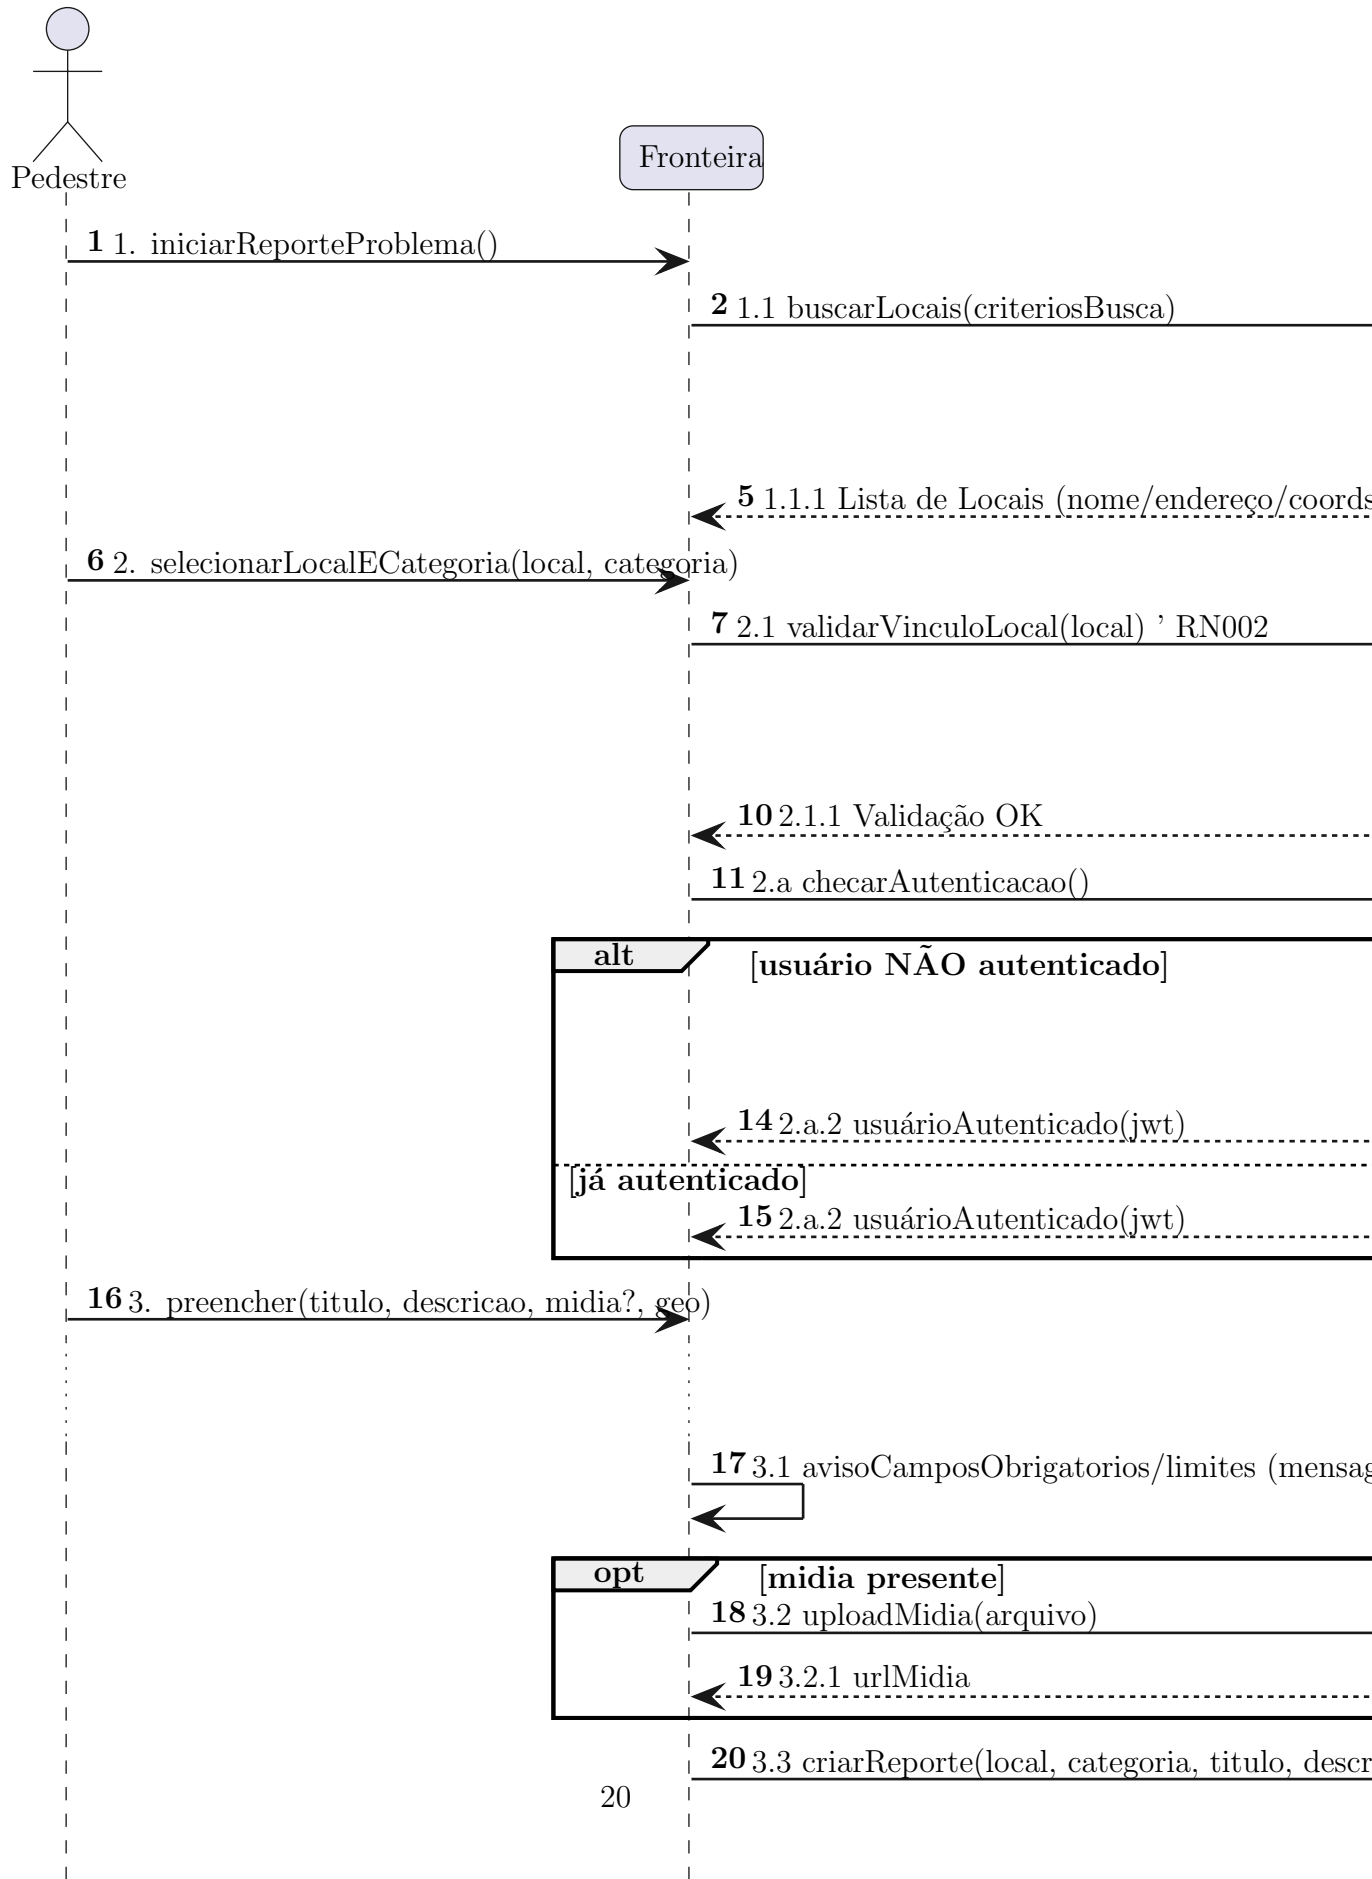 Pedestre
Fronteira
1 1. iniciarReporteProblema()
2 1.1 buscarLocais(criteriosBusca)
5 1.1.1 Lista de Locais (nome/endereço/coords
6 2. selecionarLocalECategoria(local, categoria)
7 2.1 validarVinculoLocal(local) ’ RN002
10 2.1.1 Validação OK
11 2.a checarAutenticacao()
alt [usuário NÃO autenticado]
14 2.a.2 usuárioAutenticado(jwt)
[já autenticado]
15 2.a.2 usuárioAutenticado(jwt)
16 3. preencher(titulo, descricao, midia?, geo)
17 3.1 avisoCamposObrigatorios/limites (mensag
opt [midia presente]
18 3.2 uploadMidia(arquivo)
19 3.2.1 urlMidia
20 3.3 criarReporte(local, categoria, titulo, descr
20